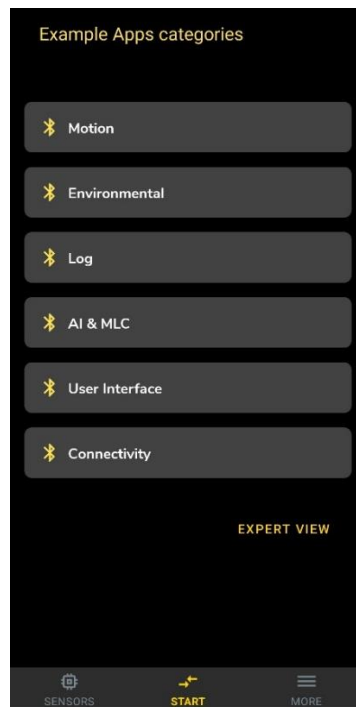 Example Apps categories
Motion
Environmental
Log
AI & MLC
User Interface
Connectivity
EXPERT VIEW
SENSORS
START
MORE